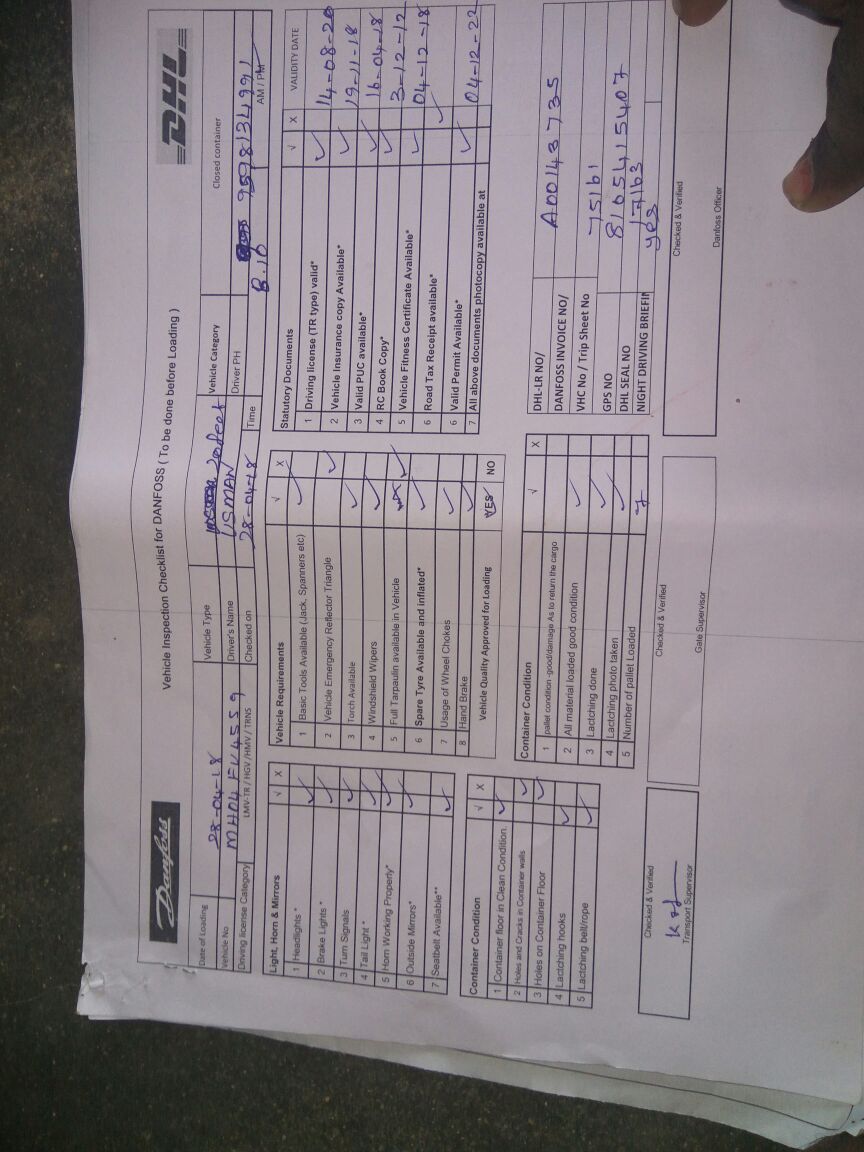 Danfoss
DHL
Vehicle Inspection Checklist for DANFOSS ( To be done before Loading )
Date of Loading 28-04-18 Vehicle Type Vehicle Category Closed container
Vehicle No MH04 FU4559 Driver's Name USMAN Driver PH 9578134991
Driving license Category LMV-TR / HGV /HMV / TRNS Checked on 28-04-18 Time 8.10 AM / PM
Light, Horn & Mirrors √ X
1 Headlights * ✓
2 Brake Lights * ✓
3 Turn Signals ✓
4 Tail Light * ✓
5 Horn Working Property* ✓
6 Outside Mirrors* ✓
7 Seatbelt Available** ✓
Vehicle Requirements √ X
1 Basic Tools Available (Jack, Spanners etc) ✓
2 Vehicle Emergency Reflector Triangle ✓
3 Torch Available ✓
4 Windshield Wipers ✓
5 Full Tarpaulin available in Vehicle ✓
6 Spare Tyre Available and inflated* ✓
7 Usage of Wheel Chokes ✓
8 Hand Brake ✓
Vehicle Quality Approved for Loading YES NO
Statutory Documents √ X VALIDITY DATE
1 Driving license (TR type) valid* ✓ 14-08-20
2 Vehicle Insurance copy Available* ✓ 19-11-18
3 Valid PUC available* ✓ 16-04-18
4 RC Book Copy* ✓ 3-12-12
5 Vehicle Fitness Certificate Available* ✓ 04-12-18
6 Road Tax Receipt available* ✓
6 Valid Permit Available* ✓ 04-12-22
7 All above documents photocopy available at
Container Condition √ X
1 Container floor in Clean Condition. ✓
2 Holes and Cracks in Container walls ✓
3 Holes on Container Floor ✓
4 Lactching hooks ✓
5 Lactching belt/rope ✓
Container Condition √ X
1 pallet condition -good/damage As to return the cargo
2 All material loaded good condition ✓
3 Lactching done ✓
4 Lactching photo taken ✓
5 Number of pallet Loaded
DHL-LR NO/ A00143735
DANFOSS INVOICE NO/
VHC No / Trip Sheet No 75161
GPS NO 8105415407
DHL SEAL NO 17163
NIGHT DRIVING BRIEFIN yes
Checked & Verified
Transport Supervisor
Checked & Verified
Gate Supervisor
Checked & Verified
Danfoss Officer